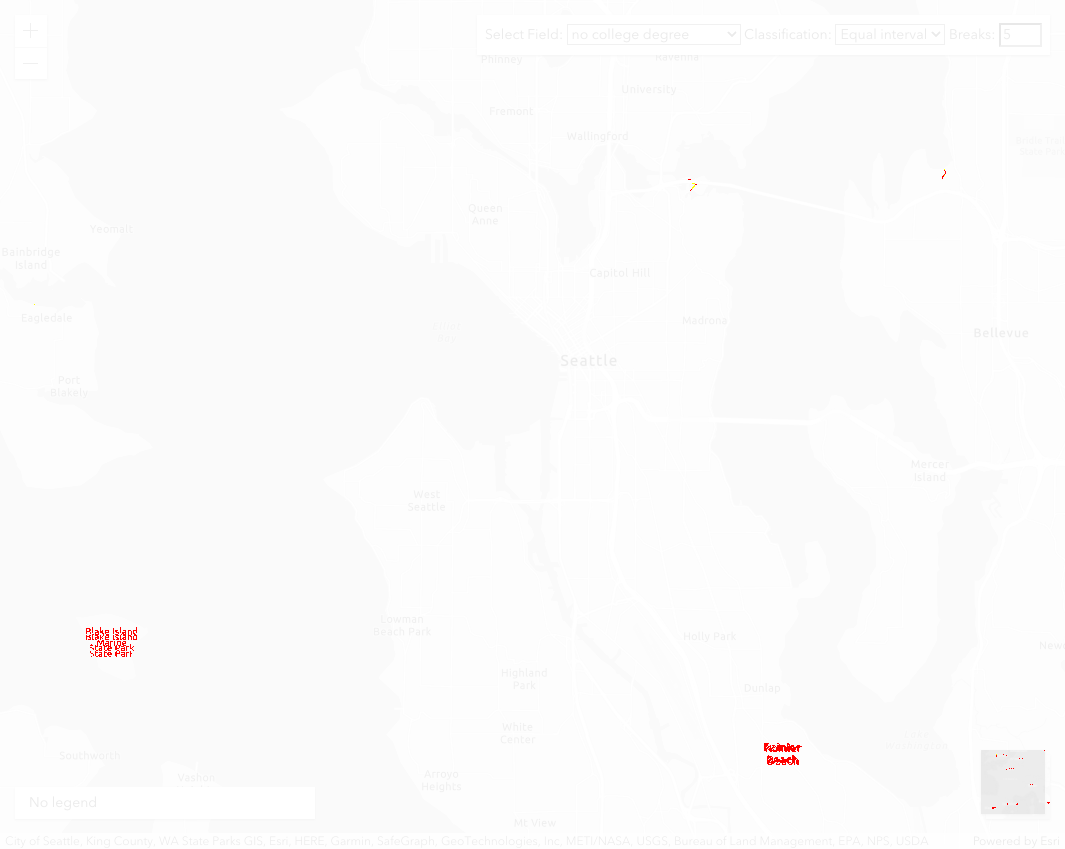 +
Select Field: no college degree Classification: Equal interval Breaks: 5
−
Phinney
Ravenna
University
Fremont
Wallingford
Queen
Anne
Yeomalt
Bainbridge
Island
Capitol Hill
Eagledale
Madrona
Bellevue
Seattle
Port
Blakely
Mercer
Island
West
Seattle
Lowman
Beach Park
Blake Island
Marine
State Park
Holly Park
Highland
Park
Dunlap
White
Center
Beach
Southworth
Vashon
Arroyo
Heights
No legend
Mt View
City of Seattle, King County, WA State Parks GIS, Esri, HERE, Garmin, SafeGraph, GeoTechnologies, Inc, METI/NASA, USGS, Bureau of Land Management, EPA, NPS, USDA
Powered by Esri